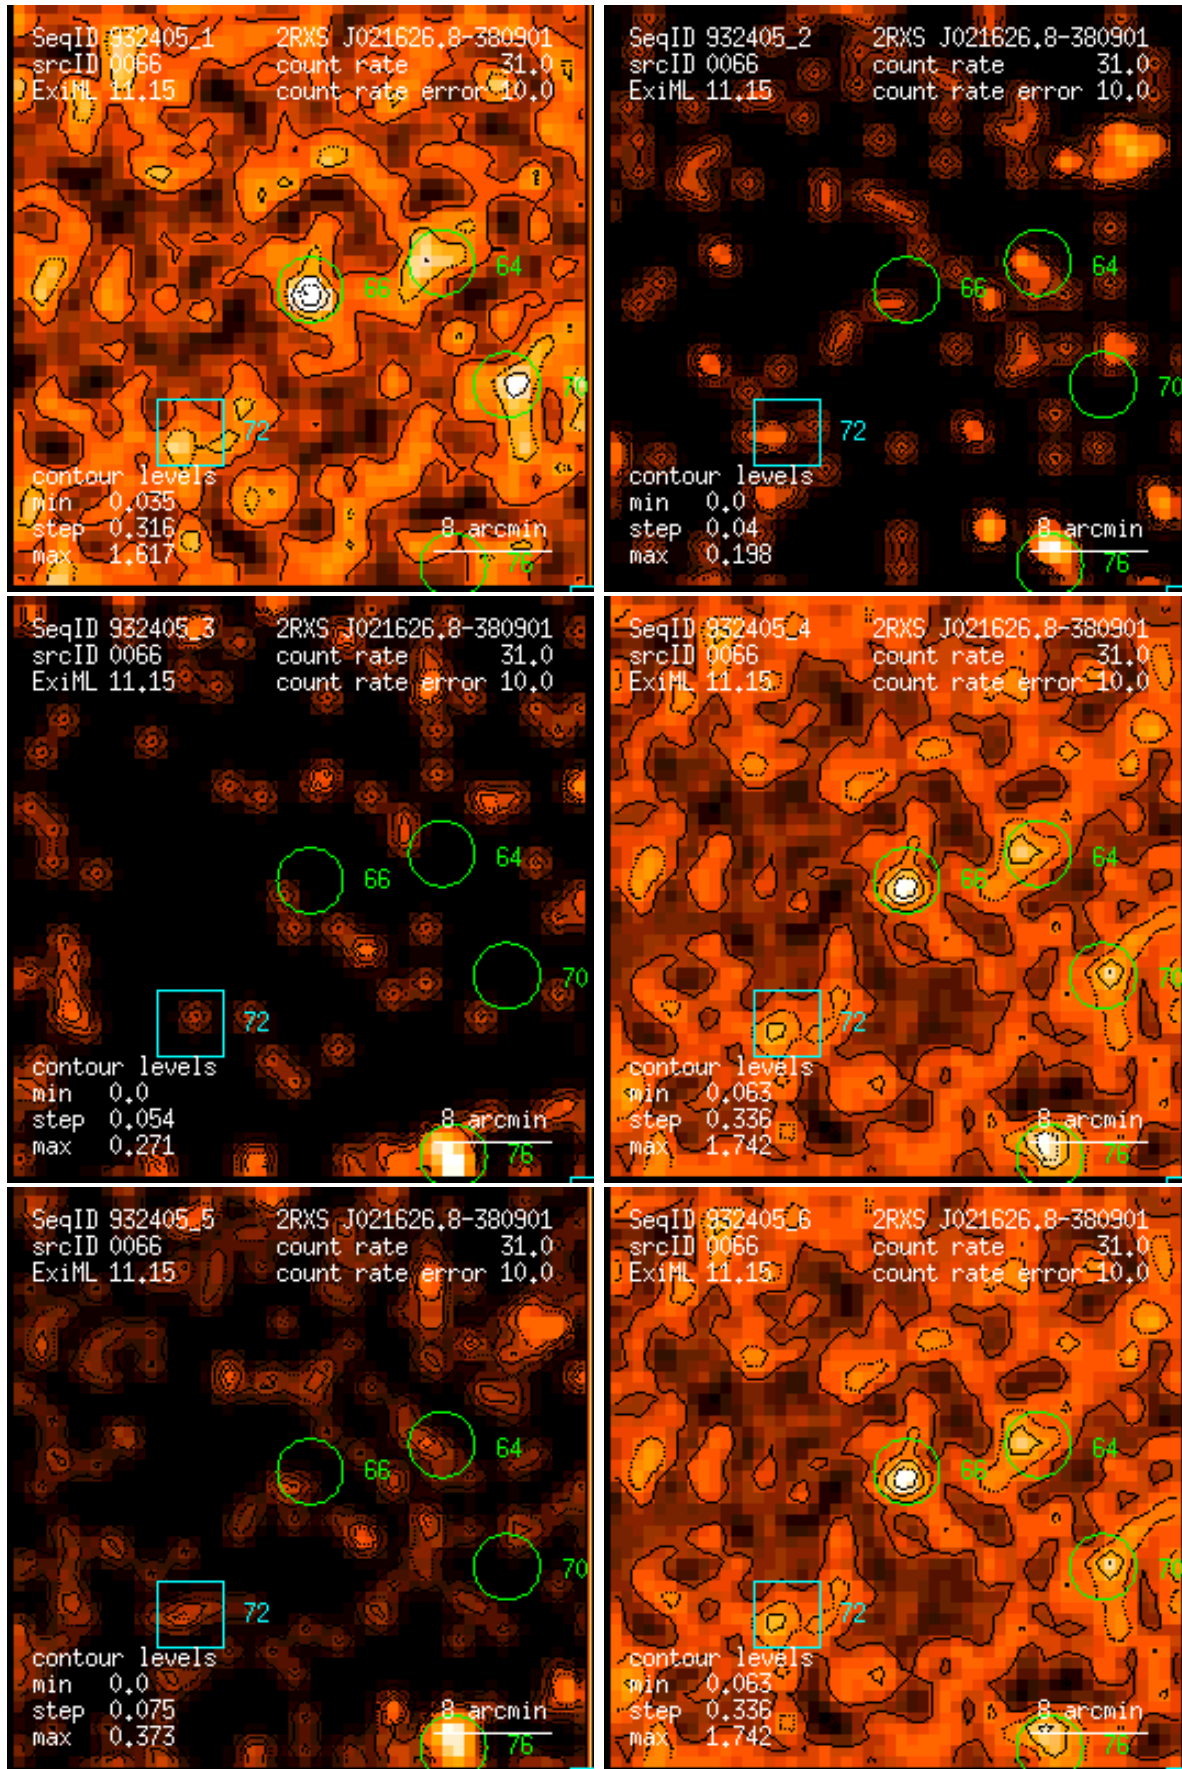 SeqID 932405_1 2RXS J021626.8-380901
srcID 0066 count rate 31.0
ExiML 11.15 count rate error 10.0
64
66
70
72
contour levels
min 0.035
step 0.316 8 arcmin
max 1.617 76
SeqID 932405_2 2RXS J021626.8-380901
srcID 0066 count rate 31.0
ExiML 11.15 count rate error 10.0
64
66
70
72
contour levels
min 0.0
step 0.04 8 arcmin
max 0.198 76
SeqID 932405_3 2RXS J021626.8-380901
srcID 0066 count rate 31.0
ExiML 11.15 count rate error 10.0
64
66
70
72
contour levels
min 0.0
step 0.054 8 arcmin
max 0.271 76
SeqID 932405_4 2RXS J021626.8-380901
srcID 0066 count rate 31.0
ExiML 11.15 count rate error 10.0
64
66
70
72
contour levels
min 0.063
step 0.336 8 arcmin
max 1.742 76
SeqID 932405_5 2RXS J021626.8-380901
srcID 0066 count rate 31.0
ExiML 11.15 count rate error 10.0
64
66
70
72
contour levels
min 0.0
step 0.075 8 arcmin
max 0.373 76
SeqID 932405_6 2RXS J021626.8-380901
srcID 0066 count rate 31.0
ExiML 11.15 count rate error 10.0
64
66
70
72
contour levels
min 0.063
step 0.336 8 arcmin
max 1.742 76